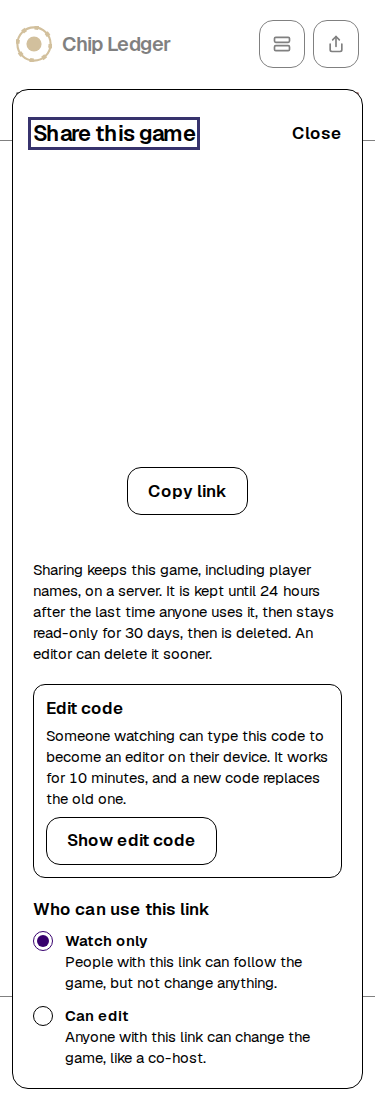 Chip Ledger
Share this game
Close
Copy link
Sharing keeps this game, including player
names, on a server. It is kept until 24 hours
after the last time anyone uses it, then stays
read-only for 30 days, then is deleted. An
editor can delete it sooner.
Edit code
Someone watching can type this code to
become an editor on their device. It works
for 10 minutes, and a new code replaces
the old one.
Show edit code
Who can use this link
Watch only
People with this link can follow the
game, but not change anything.
Can edit
Anyone with this link can change the
game, like a co-host.